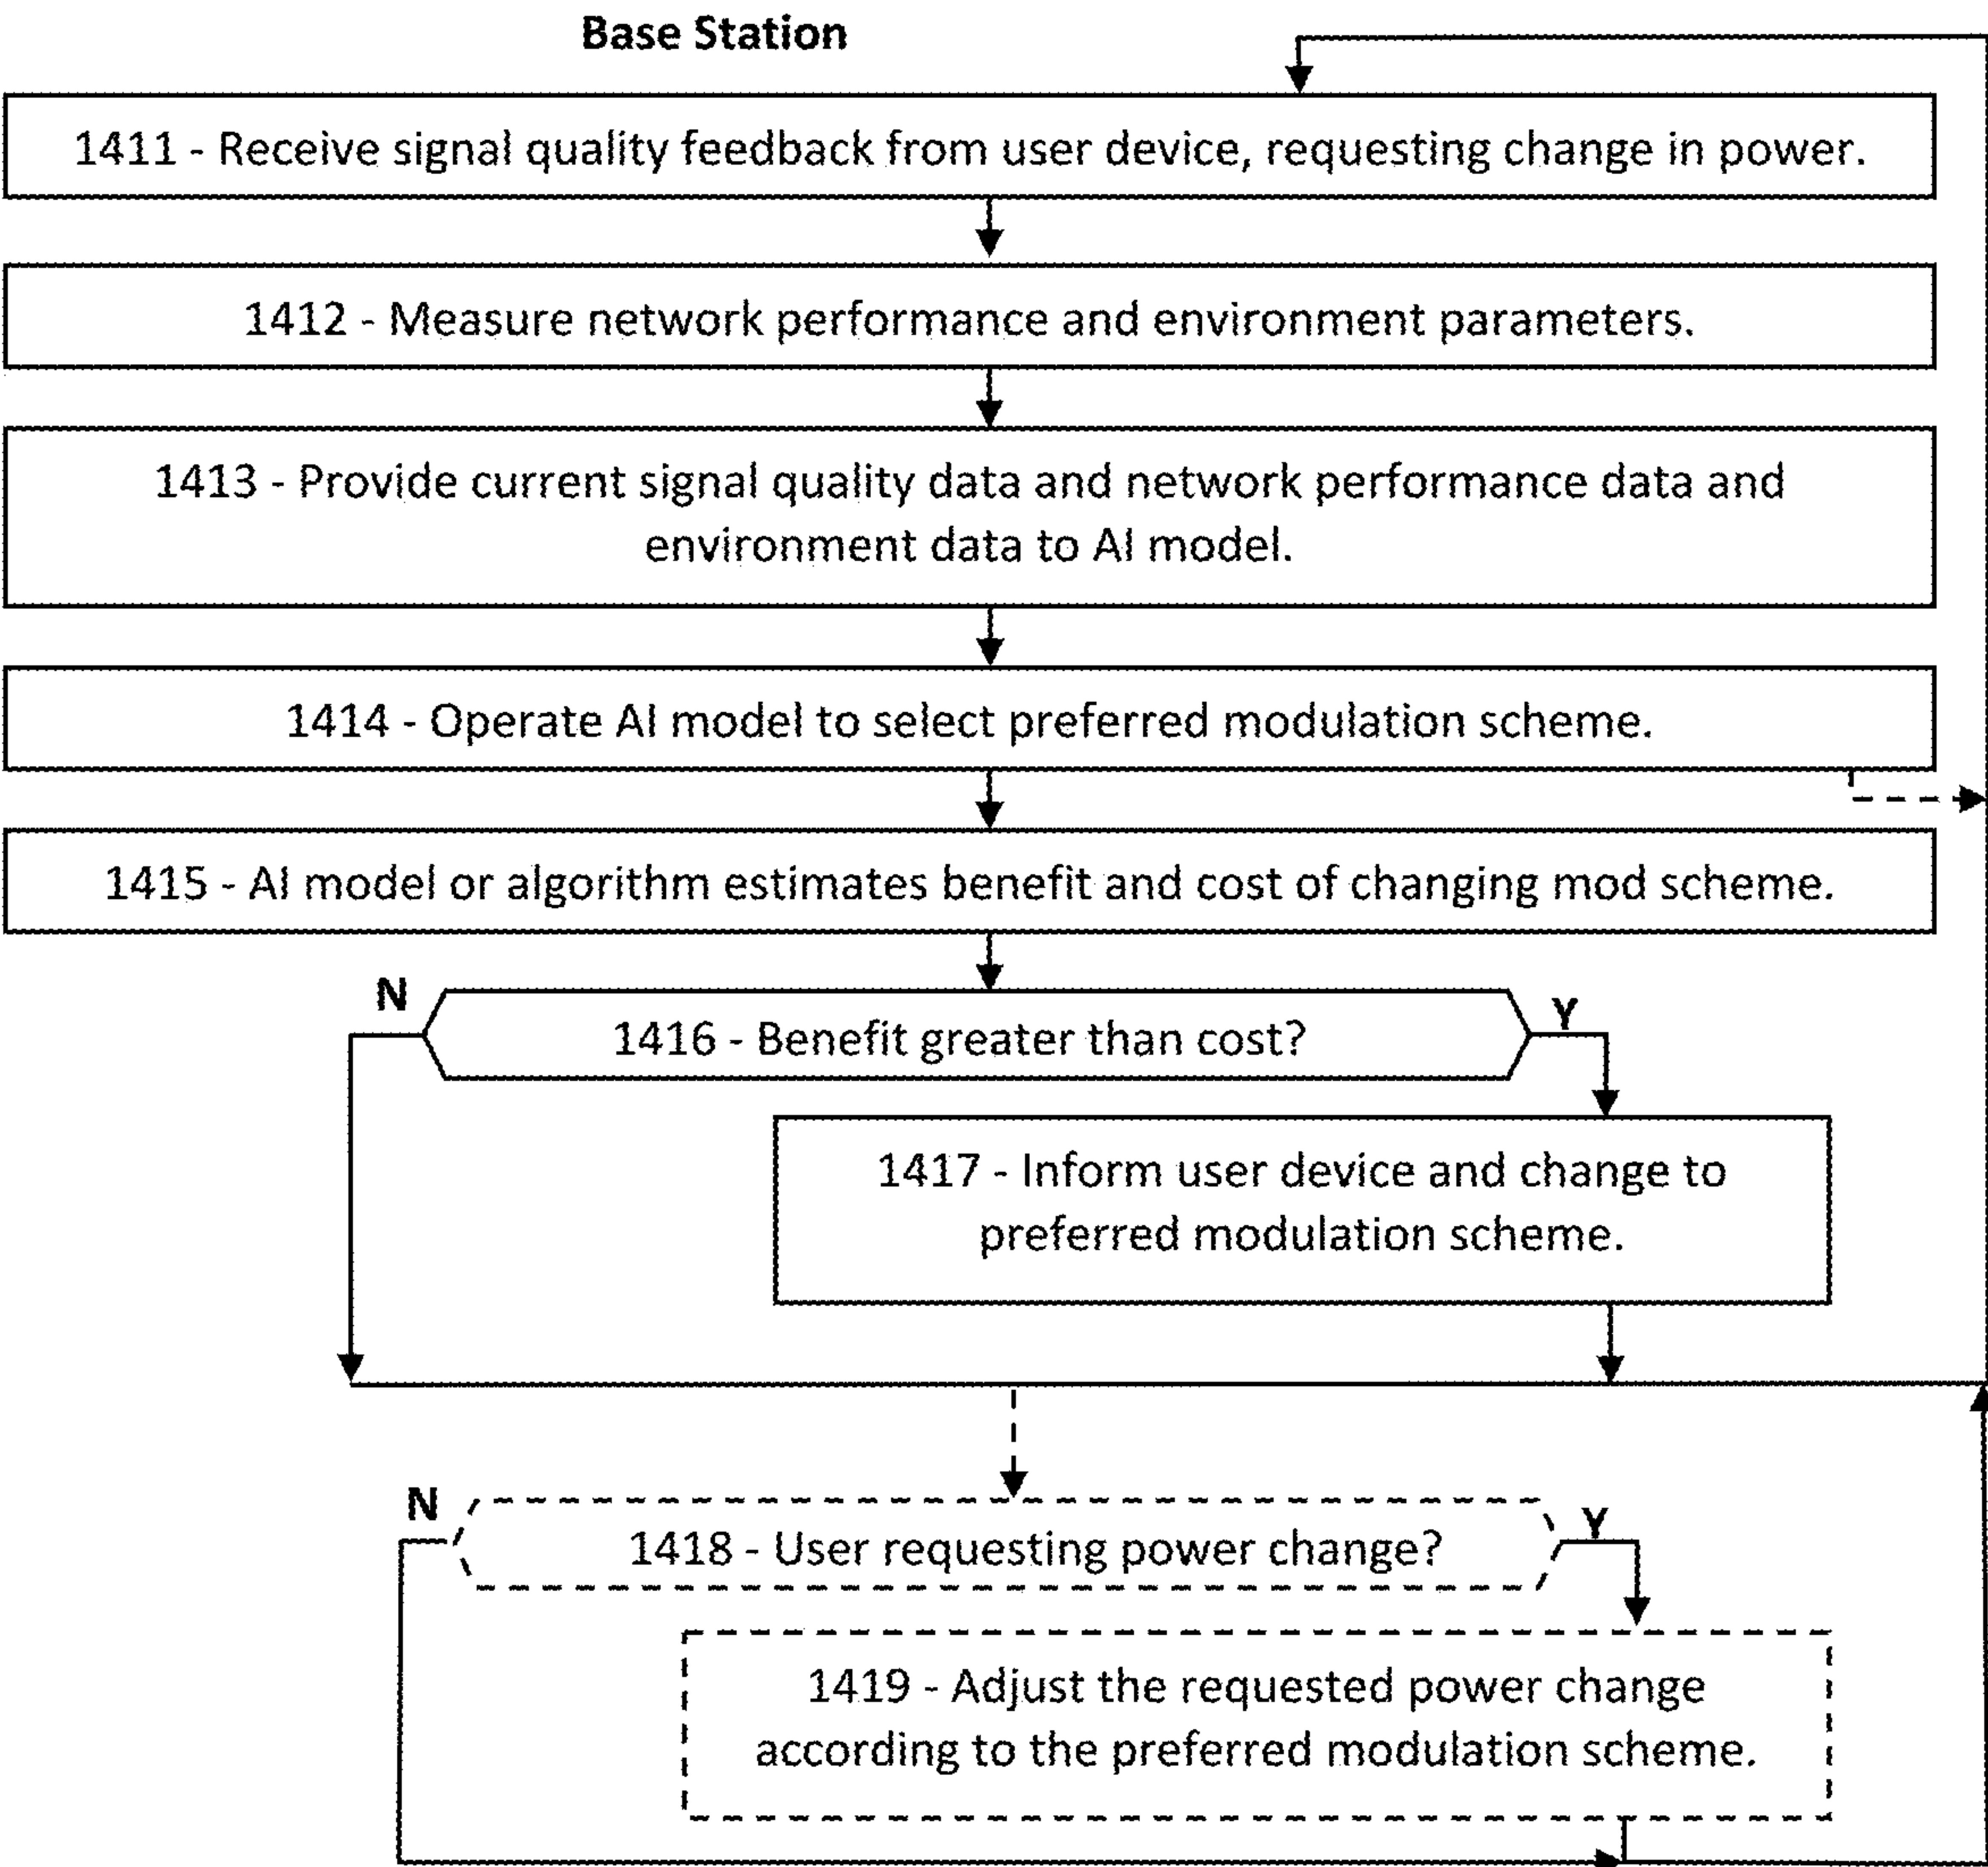 Base Station
1411 - Receive signal quality feedback from user device, requesting change in power.
1412 - Measure network performance and environment parameters.
1413 - Provide current signal quality data and network performance data and
environment data to AI model.
1414 - Operate AI model to select preferred modulation scheme.
1415 - AI model or algorithm estimates benefit and cost of changing mod scheme.
N
Y
1416 - Benefit greater than cost?
1417 - Inform user device and change to
preferred modulation scheme.
N
Y
1418 - User requesting power change?
1419 - Adjust the requested power change
according to the preferred modulation scheme.